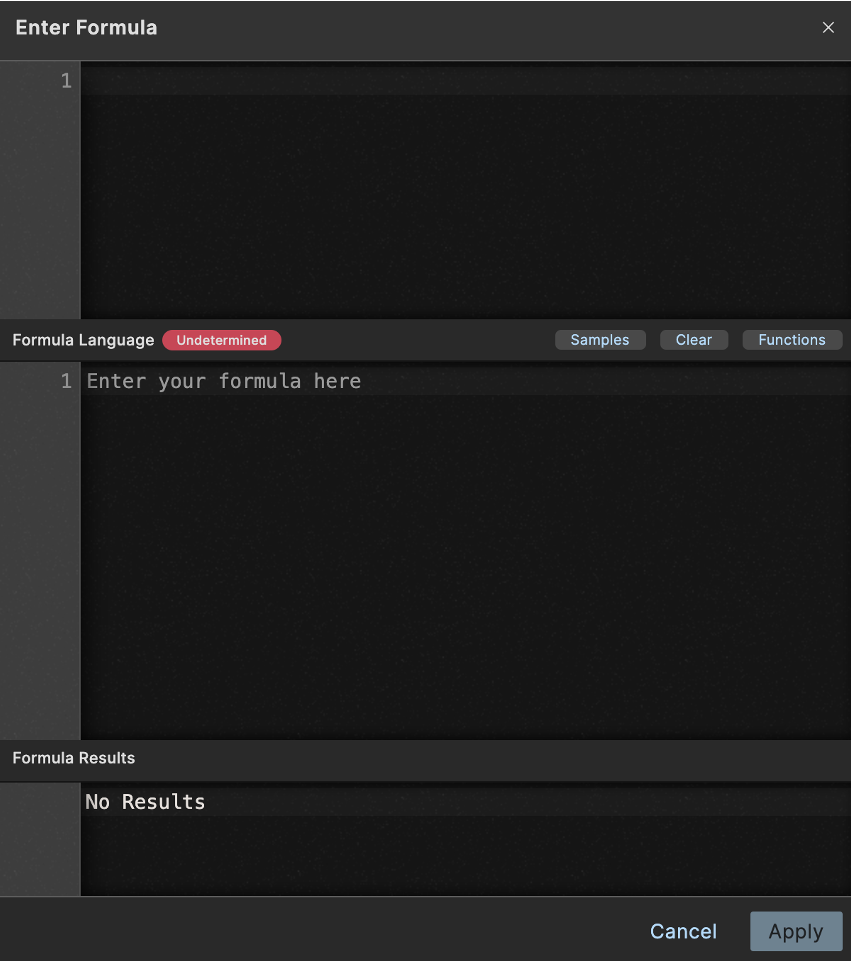 Enter Formula
1
Formula Language Undetermined Samples Clear Functions
1 Enter your formula here
Formula Results
No Results
Cancel Apply